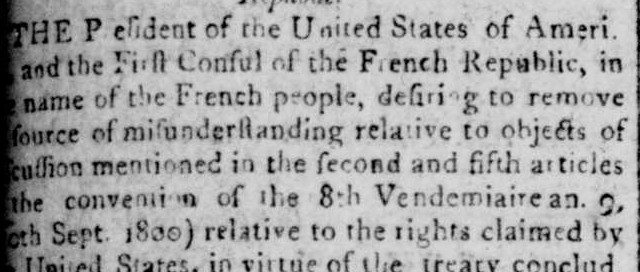 THE P esident of the United States of Ameri.
and the First Consul of the French Republic, in
name of the French people, desiring to remove
source of misunderstanding relative to objects of
cussion mentioned in the second and fifth articles
the convention of the 8th Vendemiaire an. 9,
oth Sept. 1800) relative to the rights claimed by
United States, in virtue of the treaty conclud